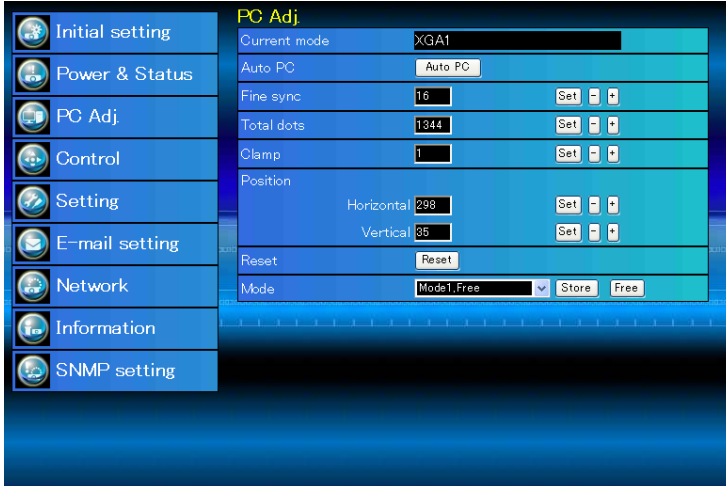 Initial setting
Power & Status
PC Adj.
Control
Setting
E-mail setting
Network
Information
SNMP setting
PC Adj.
Current mode XGA1
Auto PC Auto PC
Fine sync 16 Set - +
Total dots 1344 Set - +
Clamp 1 Set - +
Position
Horizontal 298 Set - +
Vertical 35 Set - +
Reset Reset
Mode Mode1,Free Store Free